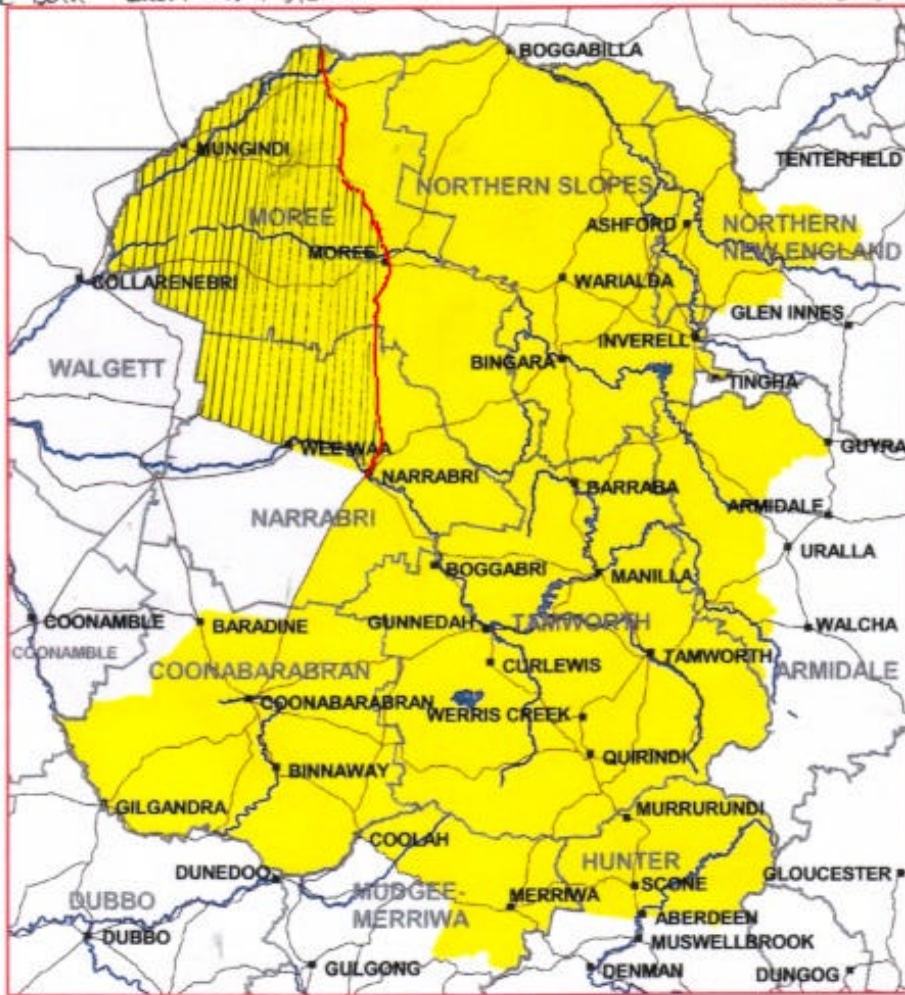 BOGGABILLA
MUNGINDI
TENTERFIELD
NORTHERN SLOPES
MOREE
ASHFORD
NORTHERN
NEW ENGLAND
MOREE
COLLARENEBRI
WARIALDA
GLEN INNES
INVERELL
WALGETT
BINGARA
TINGHA
WEE WAA
GUYRA
NARRABRI
BARRABA
ARMIDALE
NARRABRI
URALLA
BOGGABRI
MANILLA
COONAMBLE
BARADINE
GUNNEDAH
TAMWORTH
WALCHA
COONAMBLE
COONABARABRAN
CURLEWIS
TAMWORTH
ARMIDALE
COONABARABRAN
WERRIS CREEK
QUIRINDI
BINNAWAY
GILGANDRA
MURRURUNDI
COOLAH
DUNEDOO
HUNTER
GLOUCESTER
DUBBO
MUDGEE-
MERRIWA
MERRIWA
SCONE
ABERDEEN
DUBBO
MUSWELLBROOK
GULGONG
DENMAN
DUNGOG